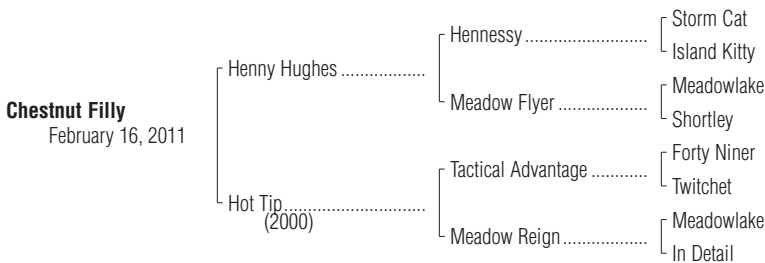 Storm Cat
Hennessy ..............................
Island Kitty
Henny Hughes ..................
Meadowlake
Meadow Flyer ......................
Shortley
Chestnut Filly
February 16, 2011
Forty Niner
Tactical Advantage ..............
Twitchet
Hot Tip..............................
(2000)
Meadowlake
Meadow Reign.....................
In Detail